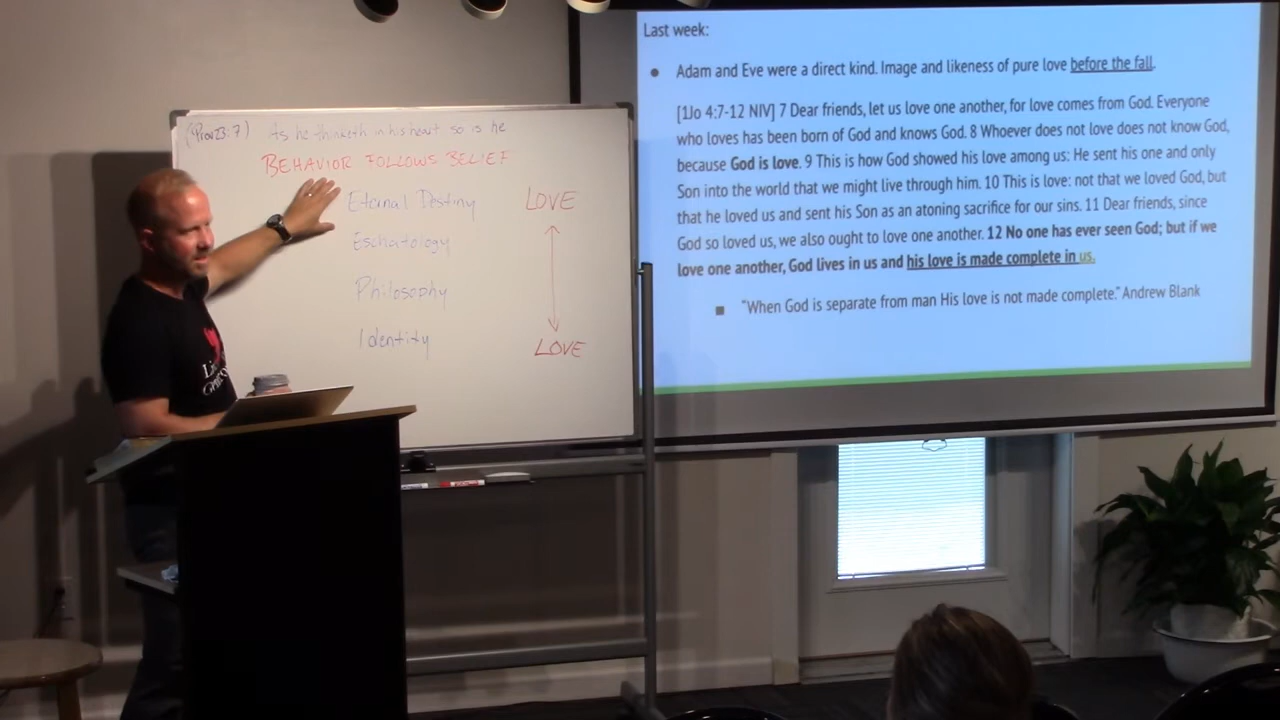 (Prov 23:7) As he thinketh in his heart so is he
BEHAVIOR FOLLOWS BELIEF
Eternal Destiny LOVE
Eschatology
Philosophy
Identity LOVE
Last week:
Adam and Eve were a direct kind. Image and likeness of pure love before the fall.
[1Jo 4:7-12 NIV] 7 Dear friends, let us love one another, for love comes from God. Everyone
who loves has been born of God and knows God. 8 Whoever does not love does not know God,
because God is love. 9 This is how God showed his love among us: He sent his one and only
Son into the world that we might live through him. 10 This is love: not that we loved God, but
that he loved us and sent his Son as an atoning sacrifice for our sins. 11 Dear friends, since
God so loved us, we also ought to love one another. 12 No one has ever seen God; but if we
love one another, God lives in us and his love is made complete in us.
"When God is separate from man His love is not made complete." Andrew Blank